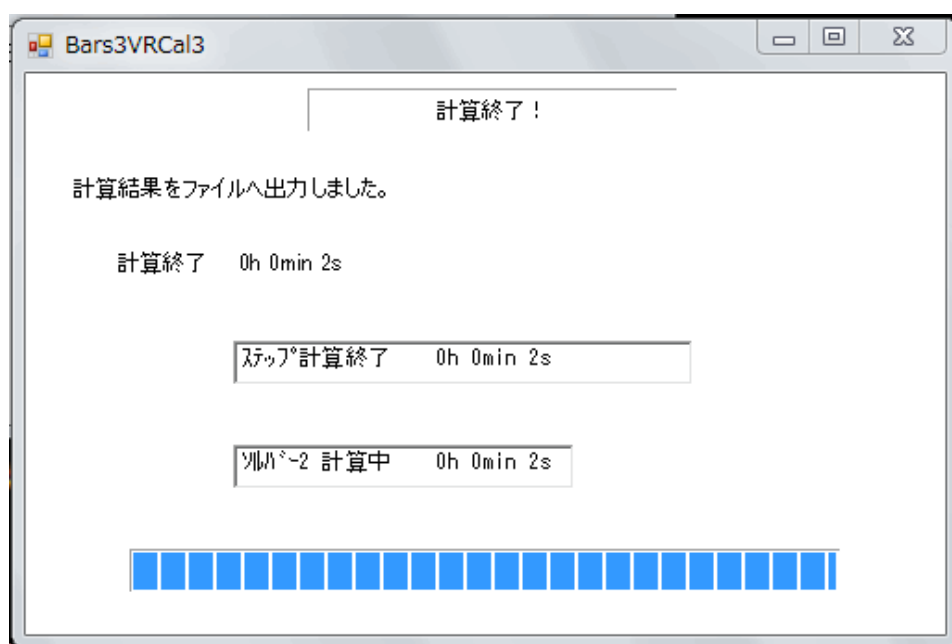 Bars3VRCal3
計算終了！
計算結果をファイルへ出力しました。
計算終了 0h 0min 2s
ｽﾃｯﾌﾟ計算終了 0h 0min 2s
ｿﾙﾊﾞｰ2 計算中 0h 0min 2s